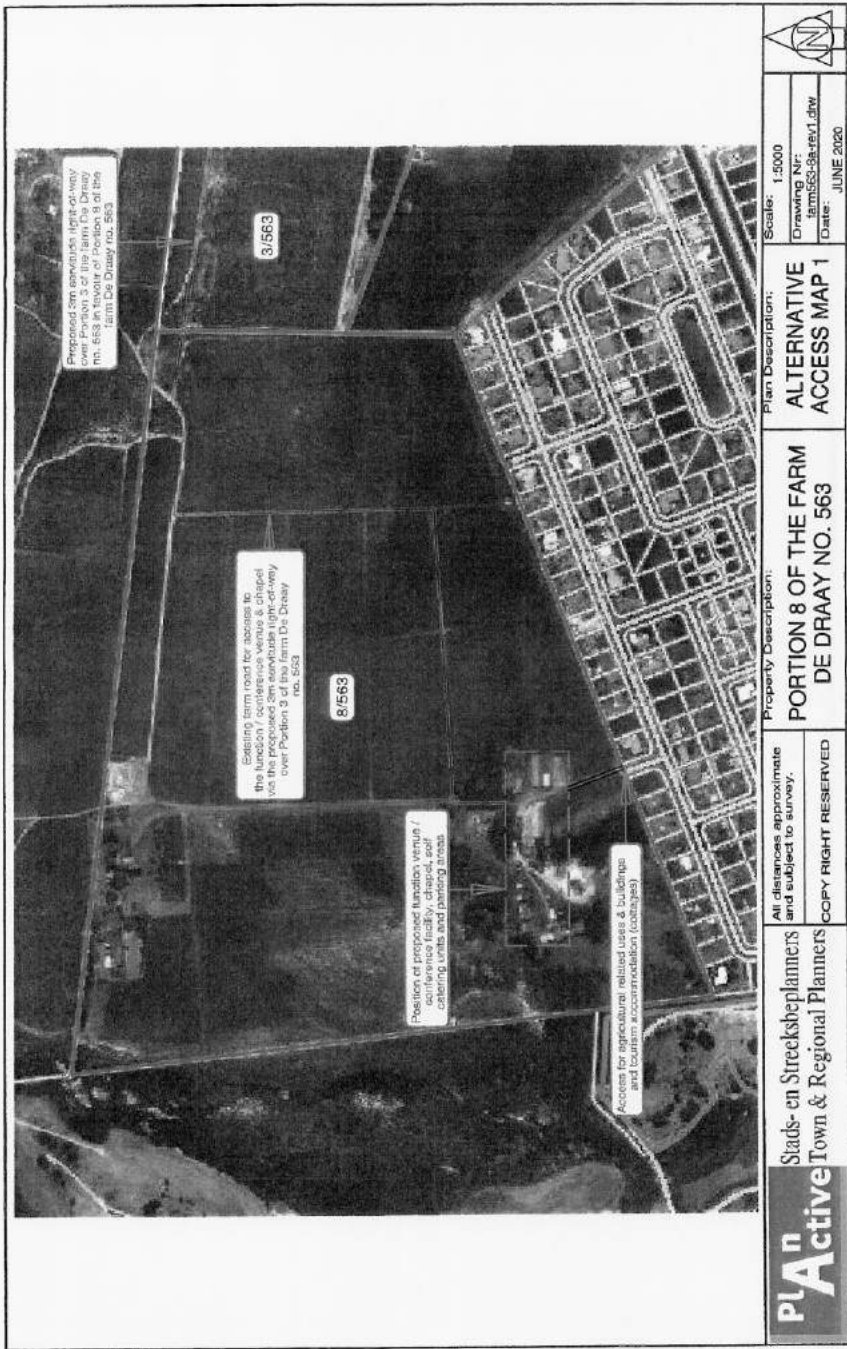 Proposed 3m servitude right-of-way
over Portion 3 of the farm De Draay
no. 563 in favour of Portion 8 of the
farm De Draay no. 563
3/563
Existing farm road for access to
the function / conference venue & chapel
via the proposed 3m servitude right-of-way
over Portion 3 of the farm De Draay
no. 563
8/563
Position of proposed function venue /
conference facility, chapel, self
catering units and parking areas
Access for agricultural related uses & buildings
and tourism accommodation (cottages)
Plan Active
Stads- en Streeksbeplanners
Town & Regional Planners
All distances approximate
and subject to survey.
COPY RIGHT RESERVED
Property Description:
PORTION 8 OF THE FARM
DE DRAAY NO. 563
Plan Description:
ALTERNATIVE
ACCESS MAP 1
Scale: 1:5000
Drawing Nr:
farm563-8a-rev1.drw
Date: JUNE 2020
N